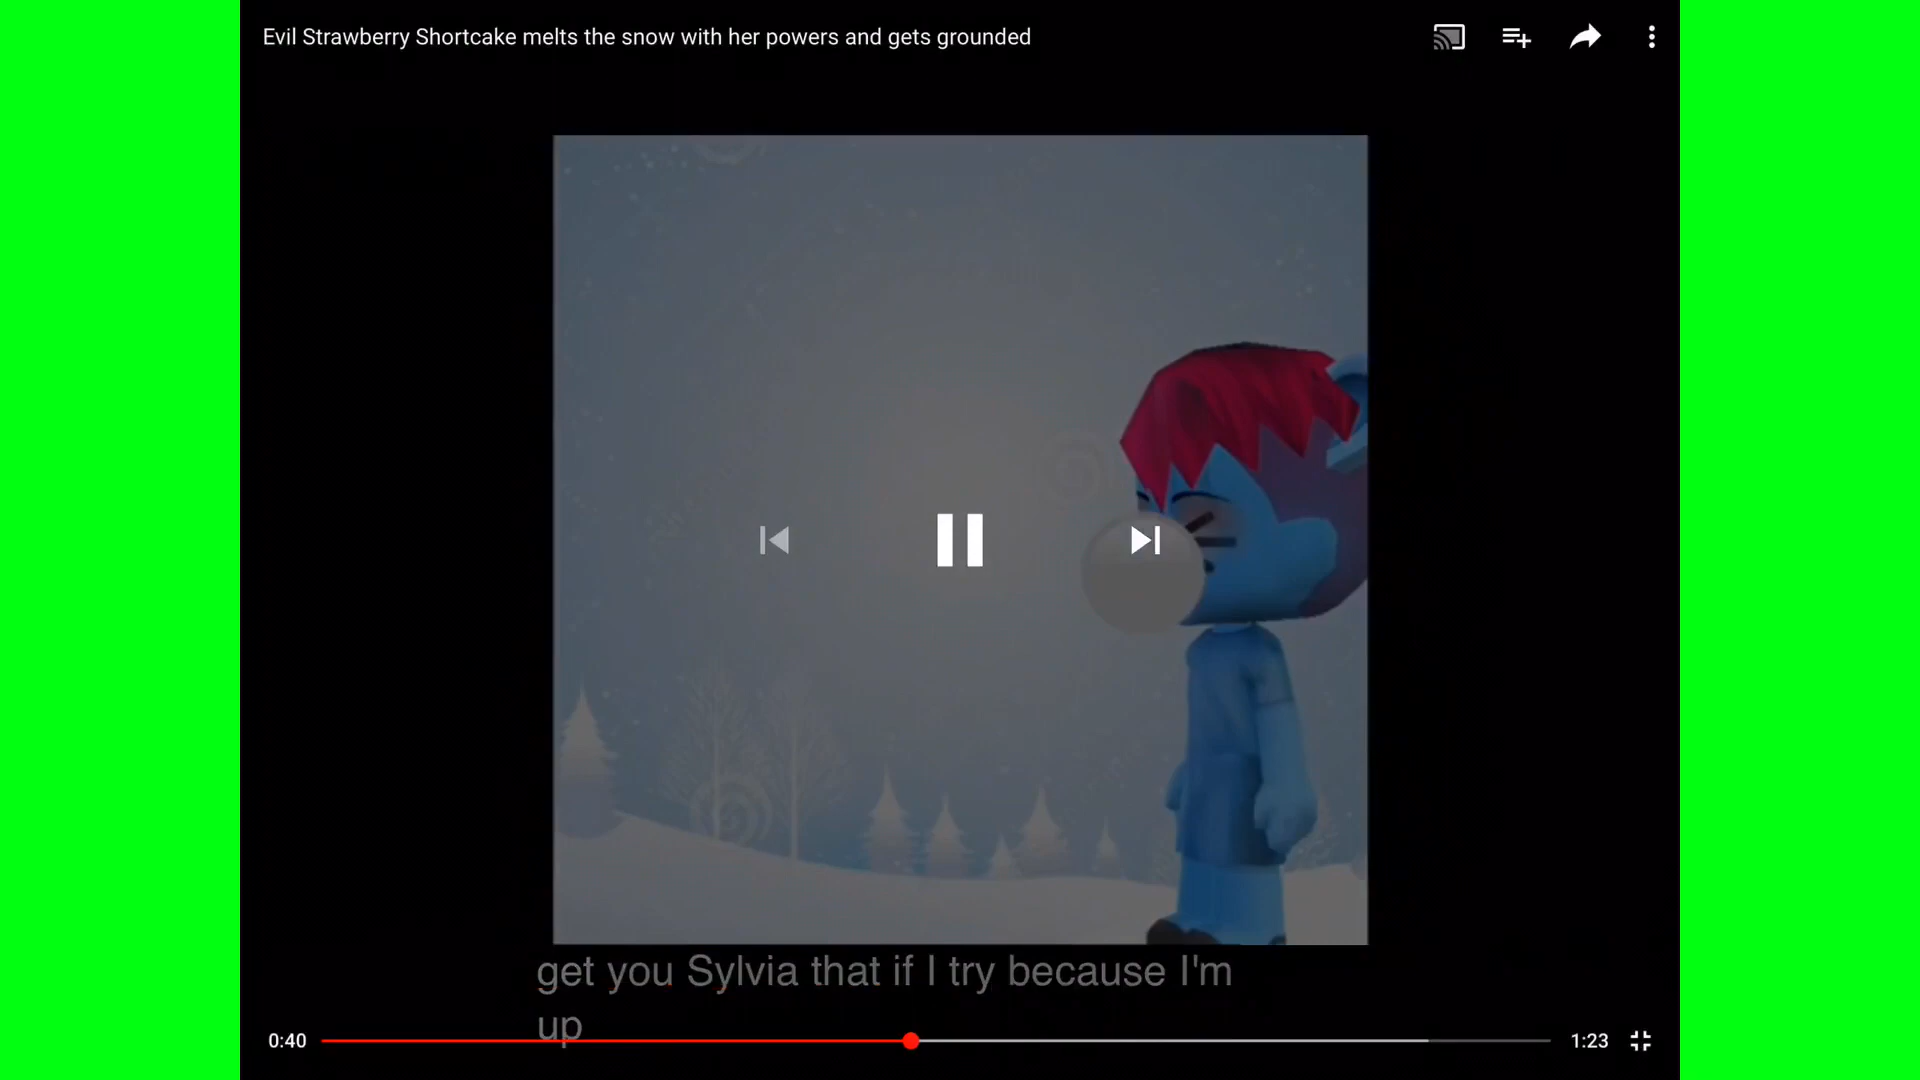 Evil Strawberry Shortcake melts the snow with her powers and gets grounded
get you Sylvia that if I try because I'm
up
0:40
1:23